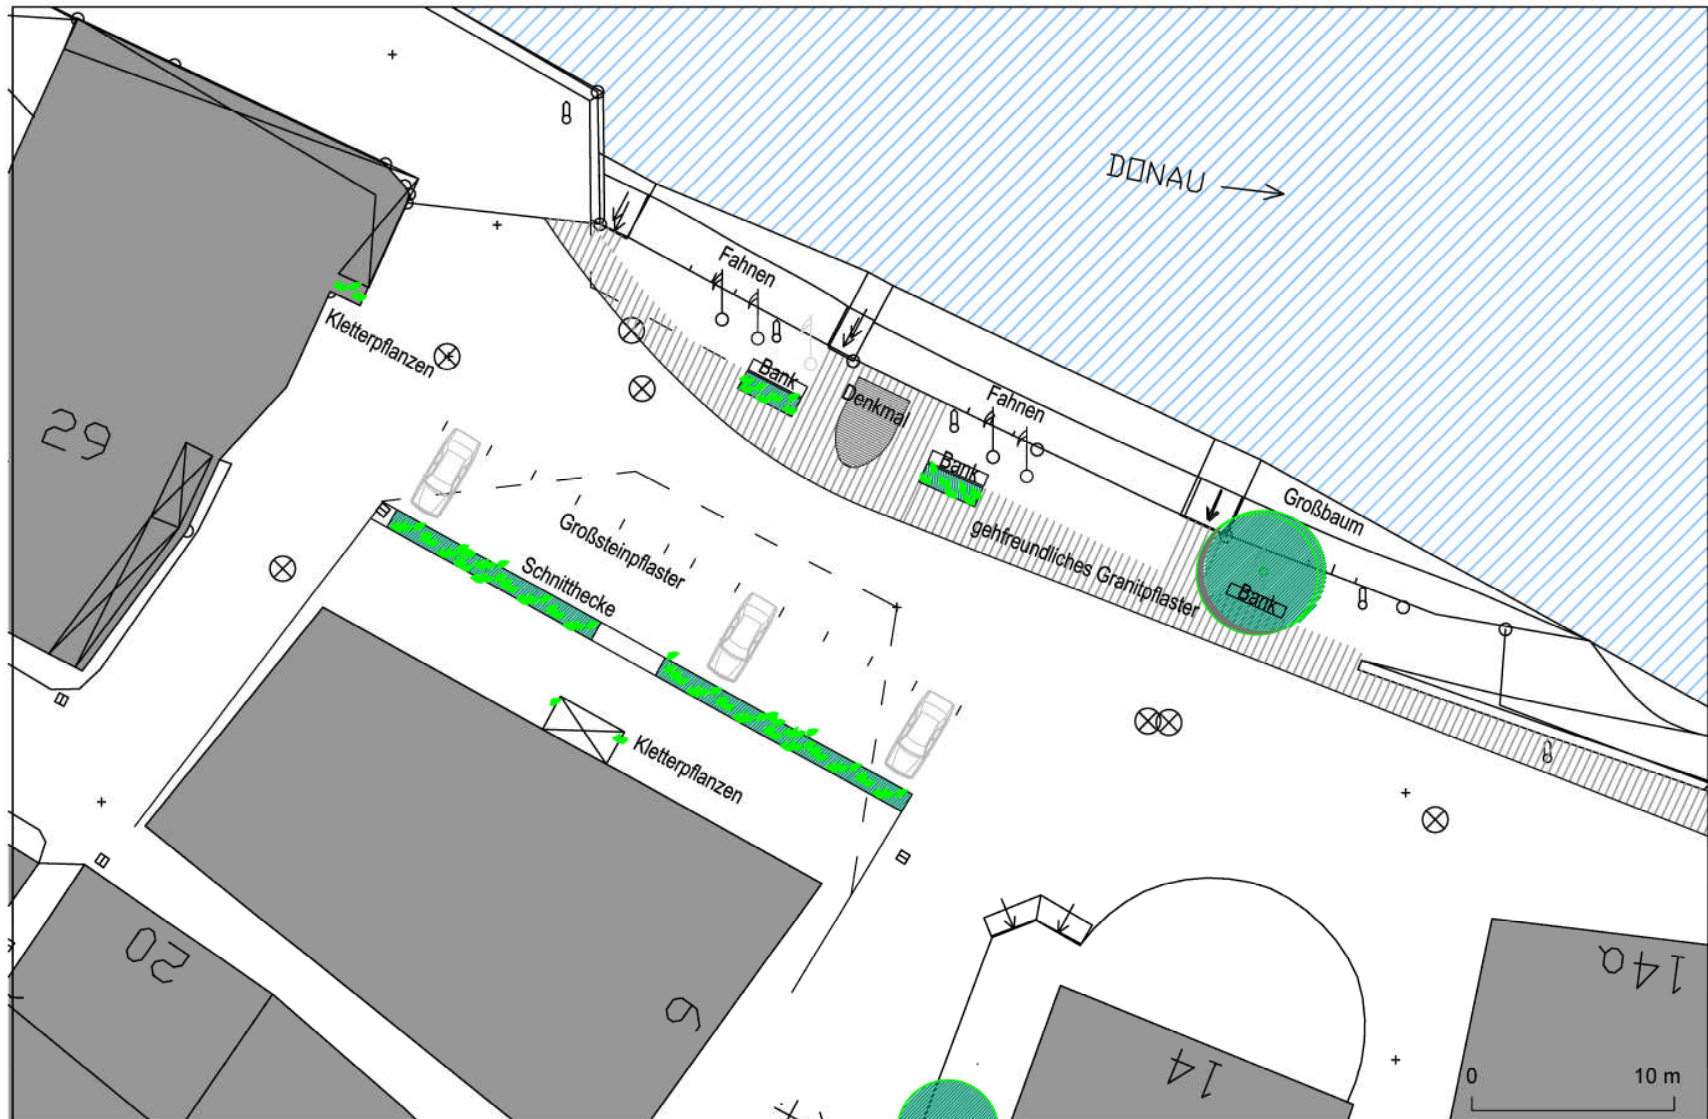 DONAU
Fahnen
Kletterpflanzen
Bank
Denkmal
Fahnen
29
Bank
Großbaum
Großsteinpflaster
gehfreundliches Granitpflaster
Schnitthecke
Bank
Kletterpflanzen
20
14a
6
14
0 10 m